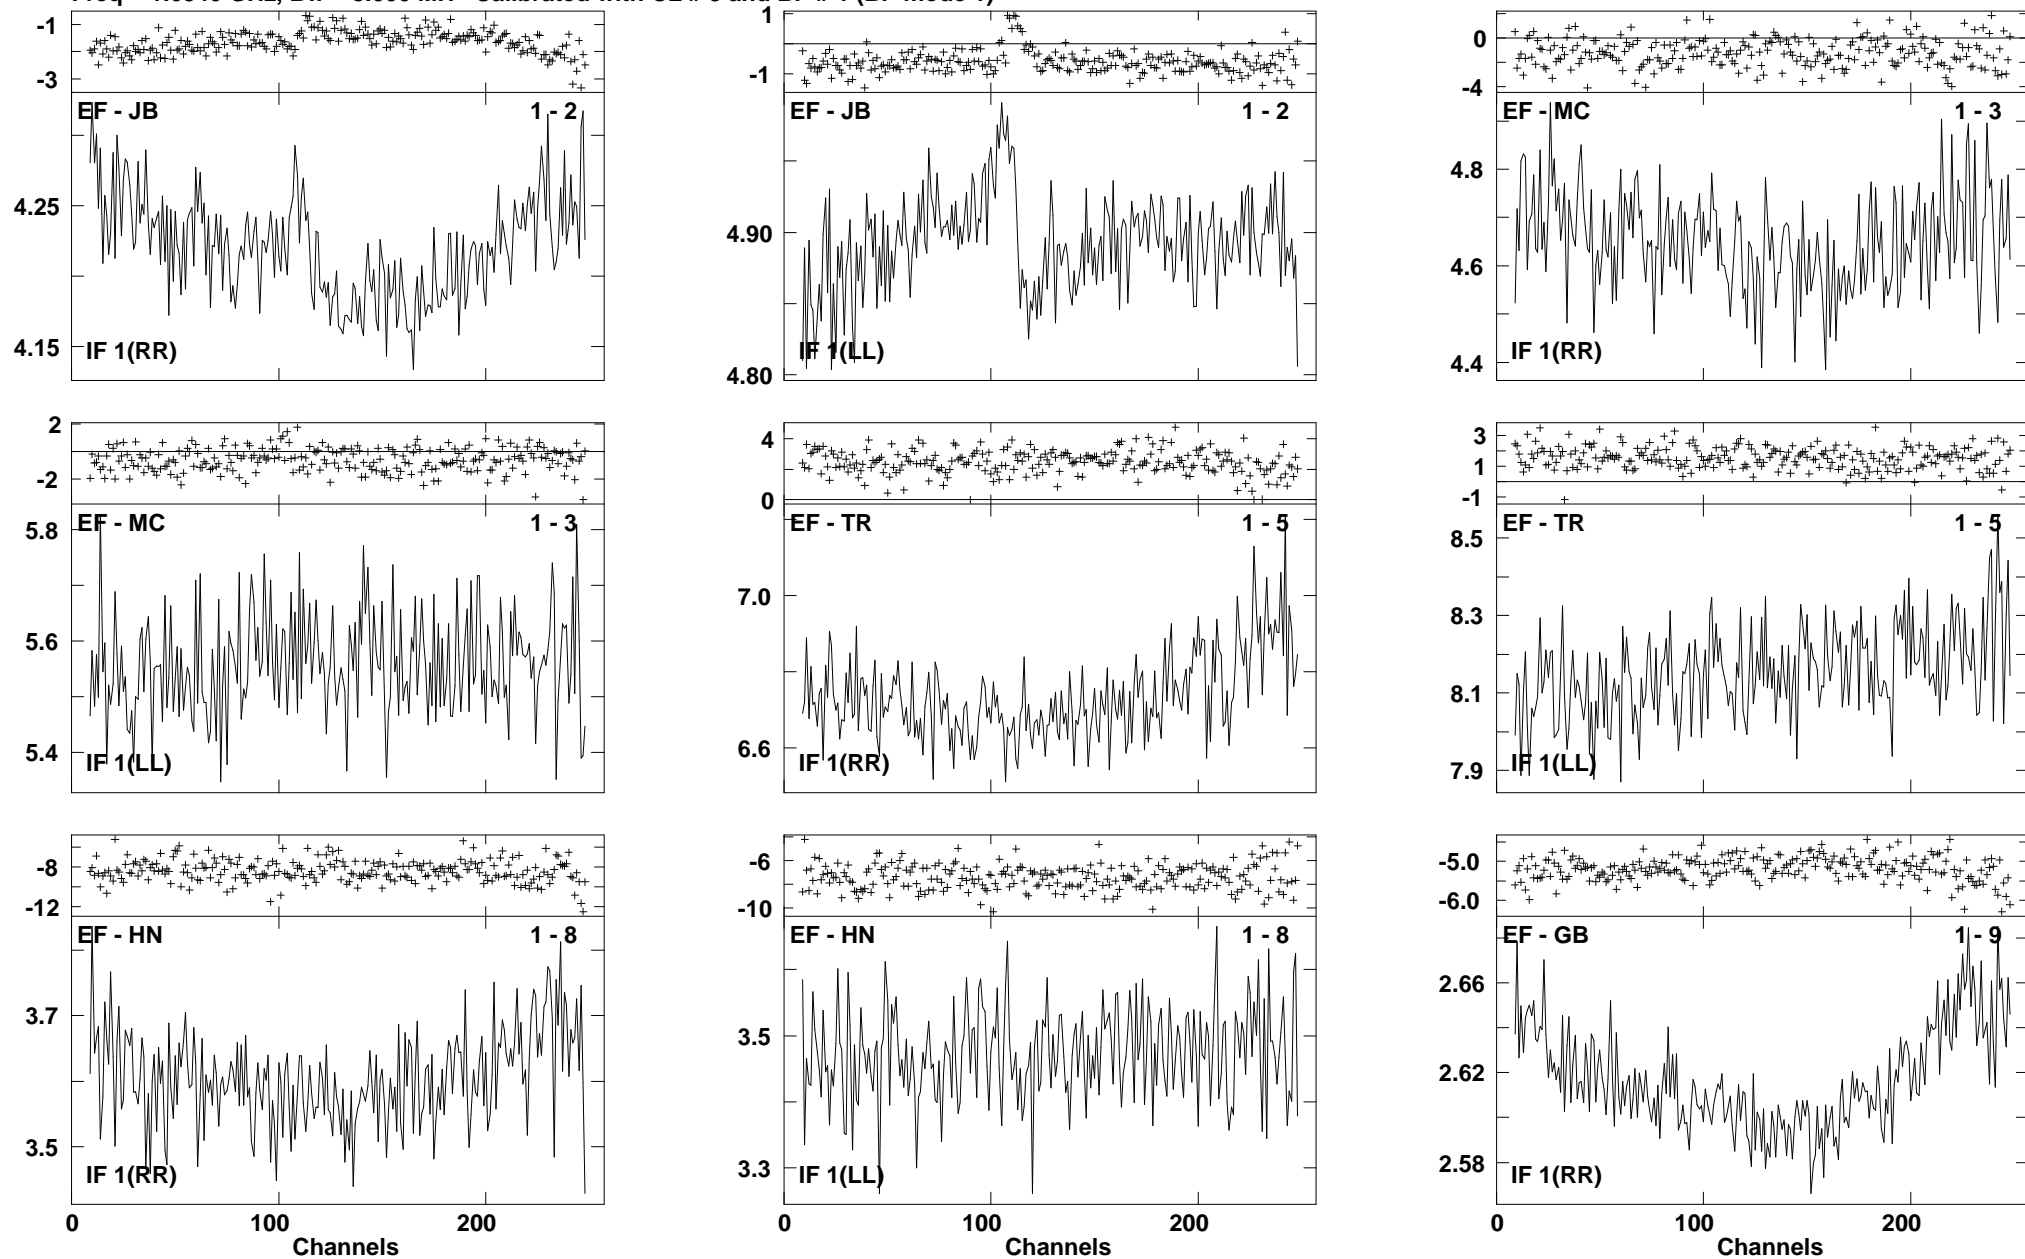 -1
-3
EF - JB 1 - 2
4.25
4.15
IF 1(RR)
1
-1
EF - JB 1 - 2
4.90
4.80
IF 1(LL)
0
-4
EF - MC 1 - 3
4.8
4.6
4.4
IF 1(RR)
2
-2
EF - MC 1 - 3
5.8
5.6
5.4
IF 1(LL)
4
0
EF - TR 1 - 5
7.0
6.6
IF 1(RR)
3
1
-1
EF - TR 1 - 5
8.5
8.3
8.1
7.9
IF 1(LL)
-8
-12
EF - HN 1 - 8
3.7
3.5
IF 1(RR)
0 100 200
Channels
-6
-10
EF - HN 1 - 8
3.5
3.3
IF 1(LL)
0 100 200
Channels
-5.0
-6.0
EF - GB 1 - 9
2.66
2.62
2.58
IF 1(RR)
0 100 200
Channels